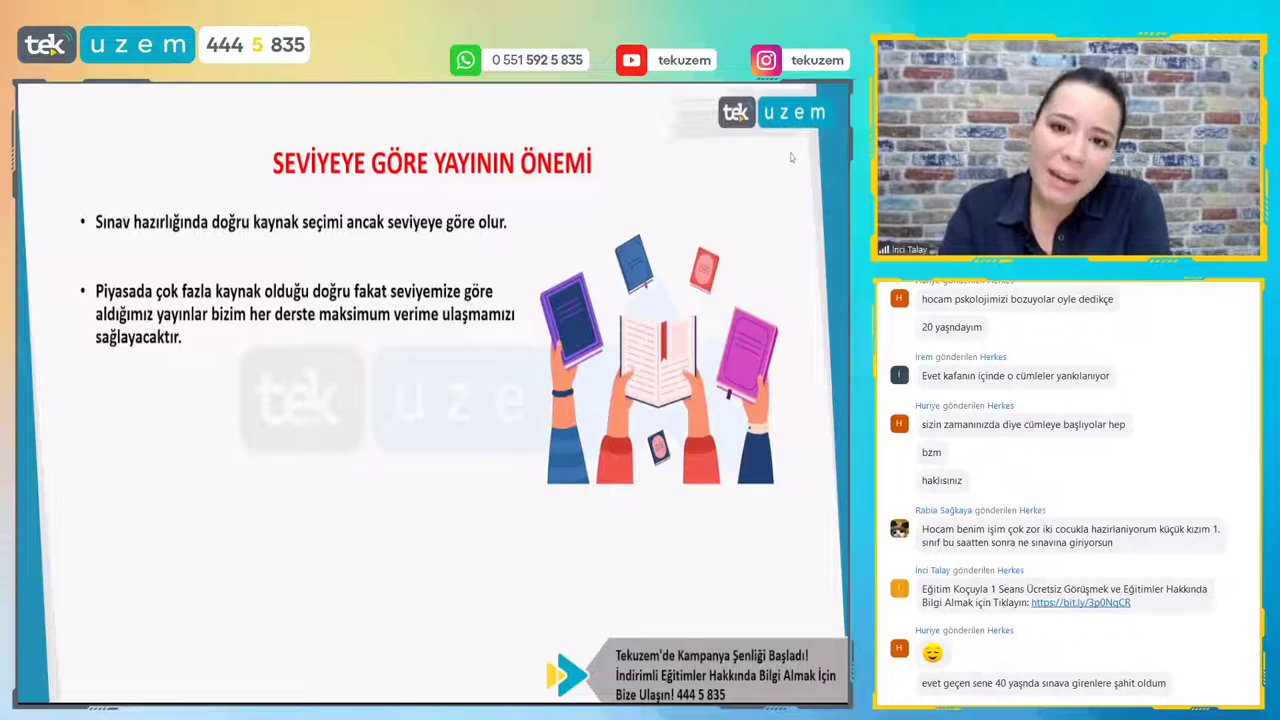 tek uzem 444 5 835
0 551 592 5 835
tekuzem
tekuzem
tek uzem
SEVİYEYE GÖRE YAYININ ÖNEMİ
• Sınav hazırlığında doğru kaynak seçimi ancak seviyeye göre olur.
• Piyasada çok fazla kaynak olduğu doğru fakat seviyemize göre
aldığımız yayınlar bizim her derste maksimum verime ulaşmamızı
sağlayacaktır.
tek uze
Tekuzem'de Kampanya Şenliği Başladı!
İndirimli Eğitimler Hakkında Bilgi Almak İçin
Bize Ulaşın! 444 5 835
İnci Talay
gönderilen Herkes
H
hocam pskolojimizi bozuyolar oyle dedikçe
20 yaşndayım
İrem gönderilen Herkes
İ
Evet kafanın içinde o cümleler yankılanıyor
Huriye gönderilen Herkes
H
sizin zamanınızda diye cümleye başlıyolar hep
bzm
haklısınız
Rabia Sağkaya gönderilen Herkes
Hocam benim işim çok zor iki cocukla hazirlaniyorum küçük kızım 1.
sınıf bu saatten sonra ne sınavına giriyorsun
İnci Talay gönderilen Herkes
İ
Eğitim Koçuyla 1 Seans Ücretsiz Görüşmek ve Eğitimler Hakkında
Bilgi Almak için Tıklayın: https://bit.ly/3p0NqCR
Huriye gönderilen Herkes
H
evet geçen sene 40 yaşnda sınava girenlere şahit oldum